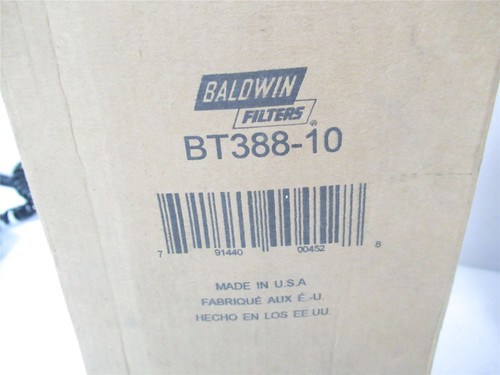 BALDWIN
FILTERS®
BT388-10
7 91440 00452 8
MADE IN U.S.A
FABRIQUÉ AUX É.-U.
HECHO EN LOS EE.UU.